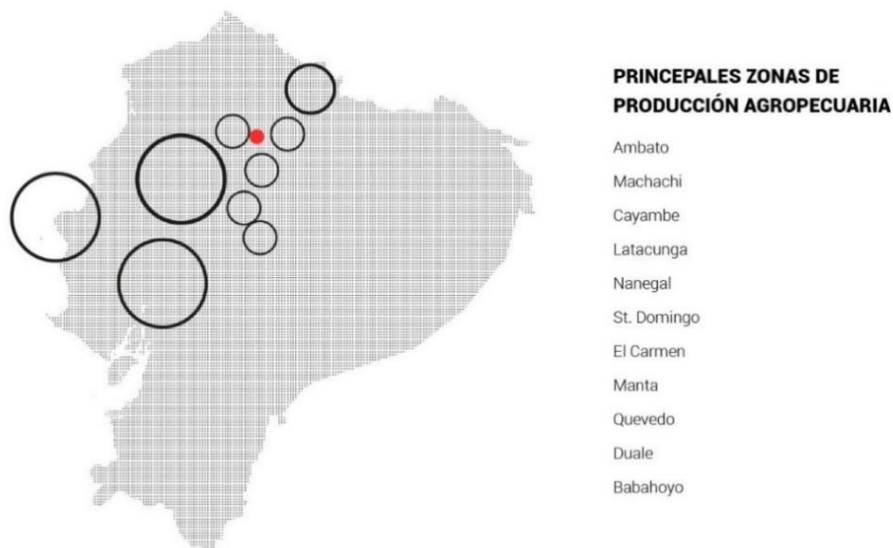 PRINCEPALES ZONAS DE
PRODUCCIÓN AGROPECUARIA
Ambato
Machachi
Cayambe
Latacunga
Nanegal
St. Domingo
El Carmen
Manta
Quevedo
Duale
Babahoyo